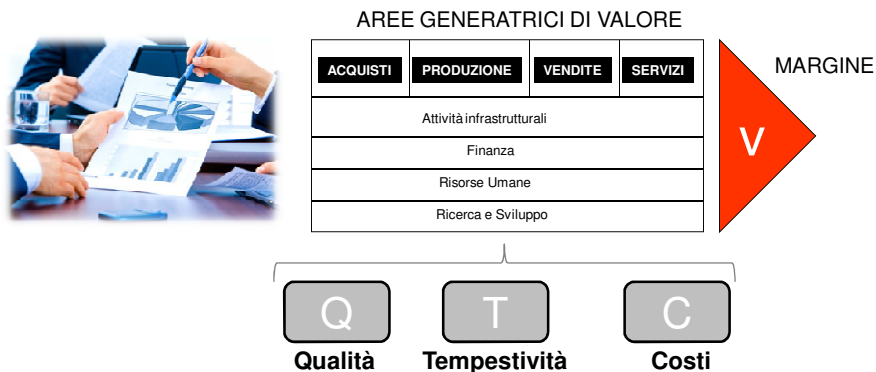 AREE GENERATRICI DI VALORE
ACQUISTI PRODUZIONE VENDITE SERVIZI
MARGINE
Attività infrastrutturali
V
Finanza
Risorse Umane
Ricerca e Sviluppo
Q T C
Qualità Tempestività Costi